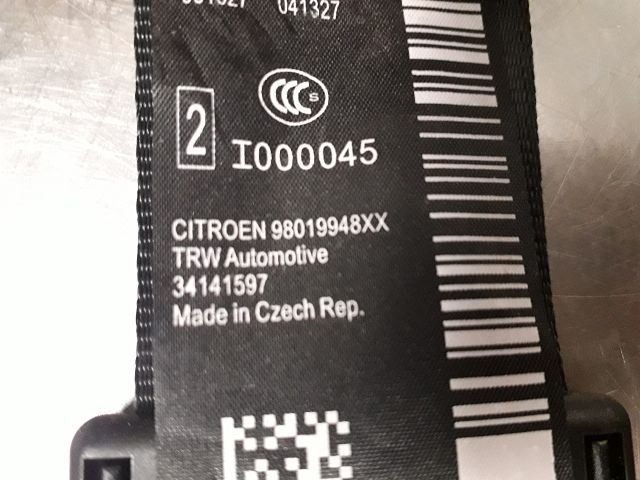 041327
CCC S
2
I000045
CITROEN 98019948XX
TRW Automotive
34141597
Made in Czech Rep.